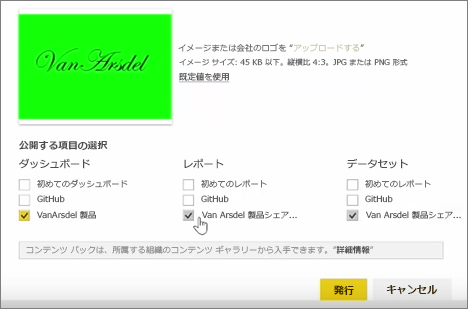 VanArsdel
イメージまたは会社のロゴを "アップロードする"
イメージ サイズ: 45 KB 以下。縦横比 4:3。JPG または PNG 形式
既定値を使用
公開する項目の選択
ダッシュボード
初めてのダッシュボード
GitHub
VanArsdel 製品
レポート
初めてのレポート
GitHub
Van Arsdel 製品シェア...
データセット
初めてのレポート
GitHub
Van Arsdel 製品シェア...
コンテンツ パックは、所属する組織のコンテンツ ギャラリーから入手できます。"詳細情報"
発行
キャンセル